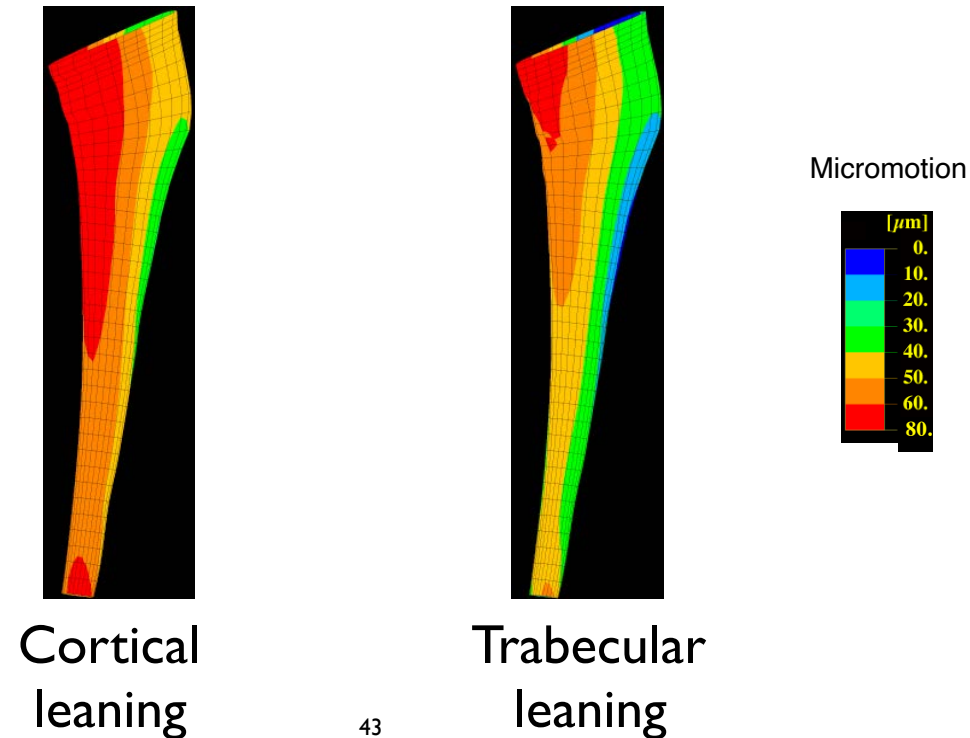 Micromotion
[μm]
0.
10.
20.
30.
40.
50.
60.
80.
Cortical
leaning
Trabecular
leaning
43